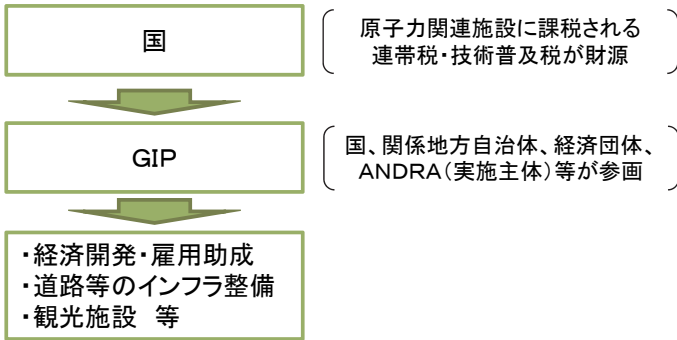 国
原子力関連施設に課税される
連帯税・技術普及税が財源
GIP
国、関係地方自治体、経済団体、
ANDRA(実施主体)等が参画
・経済開発・雇用助成
・道路等のインフラ整備
・観光施設　等